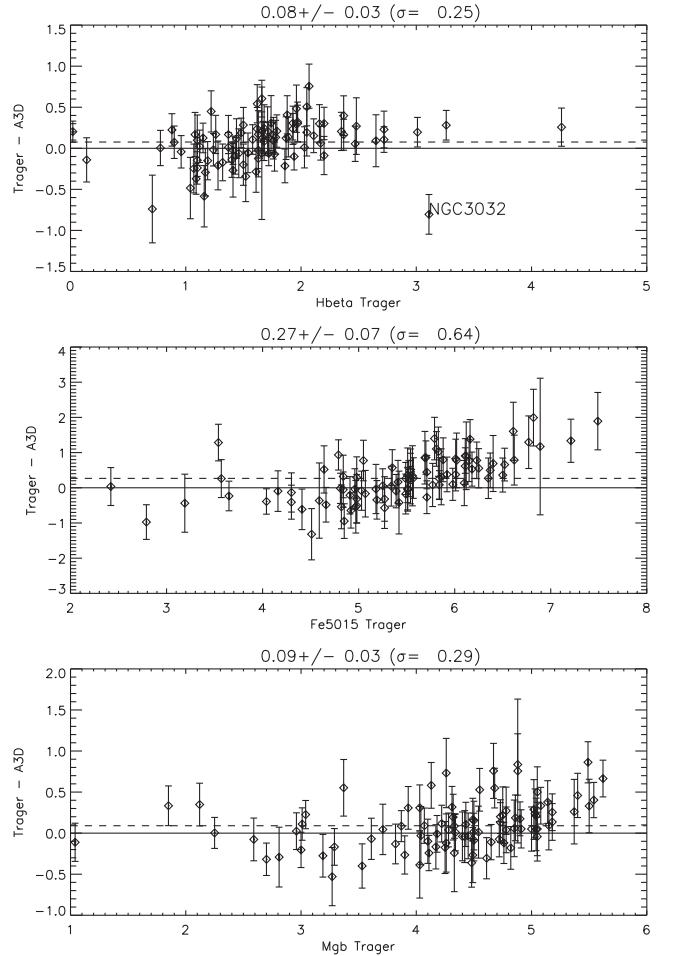 0.08+/− 0.03 (σ= 0.25)
1.5
1.0
0.5
0.0
−0.5
−1.0
−1.5
Trager − A3D
NGC3032
0 1 2 3 4 5
Hbeta Trager
0.27+/− 0.07 (σ= 0.64)
4
3
2
1
0
−1
−2
−3
Trager − A3D
2 3 4 5 6 7 8
Fe5015 Trager
0.09+/− 0.03 (σ= 0.29)
2.0
1.5
1.0
0.5
0.0
−0.5
−1.0
Trager − A3D
1 2 3 4 5 6
Mgb Trager